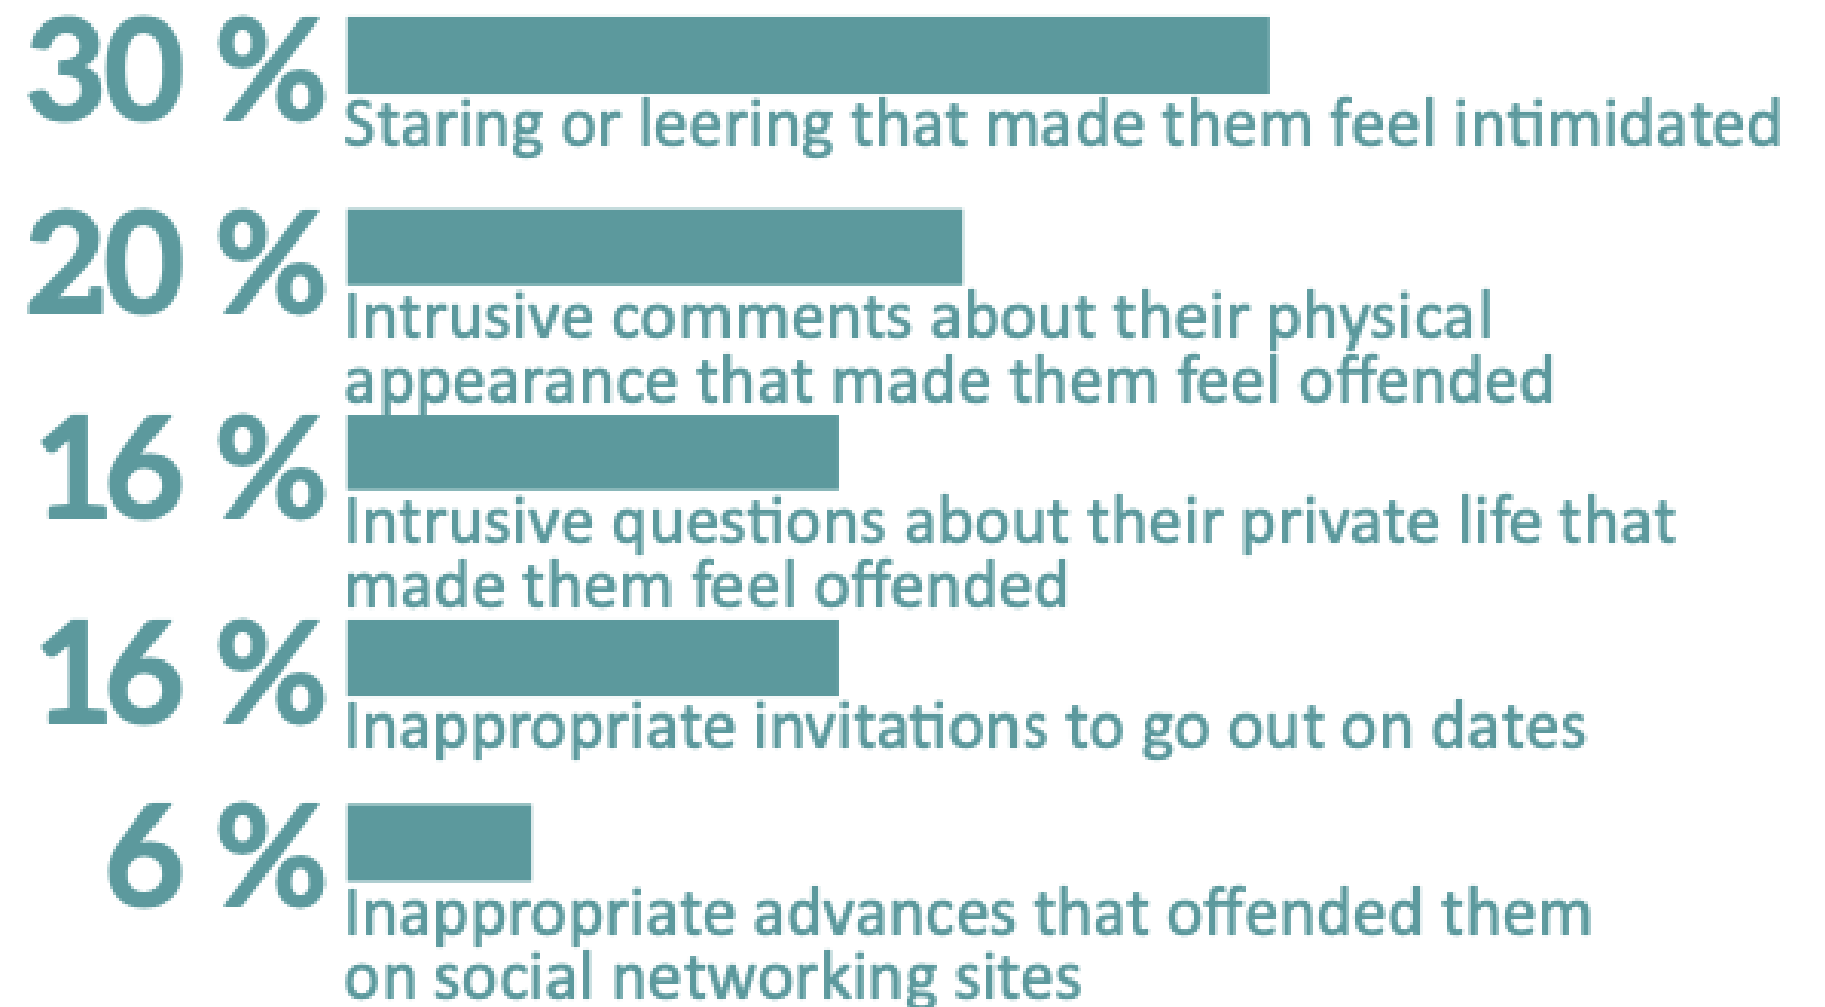 30 %
Staring or leering that made them feel intimidated
20 %
Intrusive comments about their physical
appearance that made them feel offended
16 %
Intrusive questions about their private life that
made them feel offended
16 %
Inappropriate invitations to go out on dates
6 %
Inappropriate advances that offended them
on social networking sites